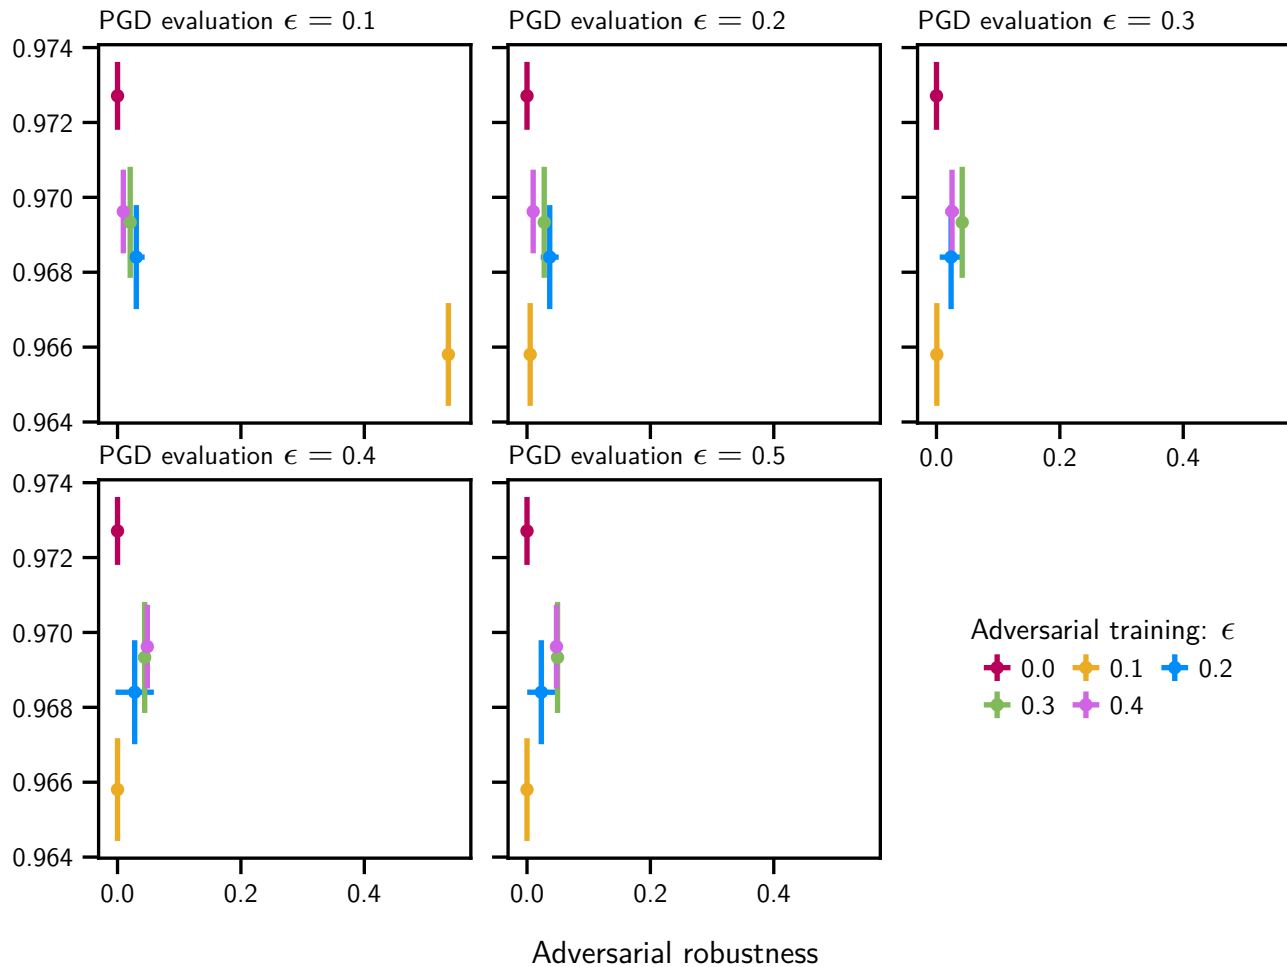 PGD evaluation ϵ = 0.1
PGD evaluation ϵ = 0.2
PGD evaluation ϵ = 0.3
0.974
0.972
0.970
0.968
0.966
0.964
0.0 0.2 0.4
PGD evaluation ϵ = 0.4
PGD evaluation ϵ = 0.5
0.974
0.972
0.970
0.968
0.966
0.964
0.0 0.2 0.4
0.0 0.2 0.4
Adversarial training: ϵ
0.0 0.1 0.2
0.3 0.4
Adversarial robustness